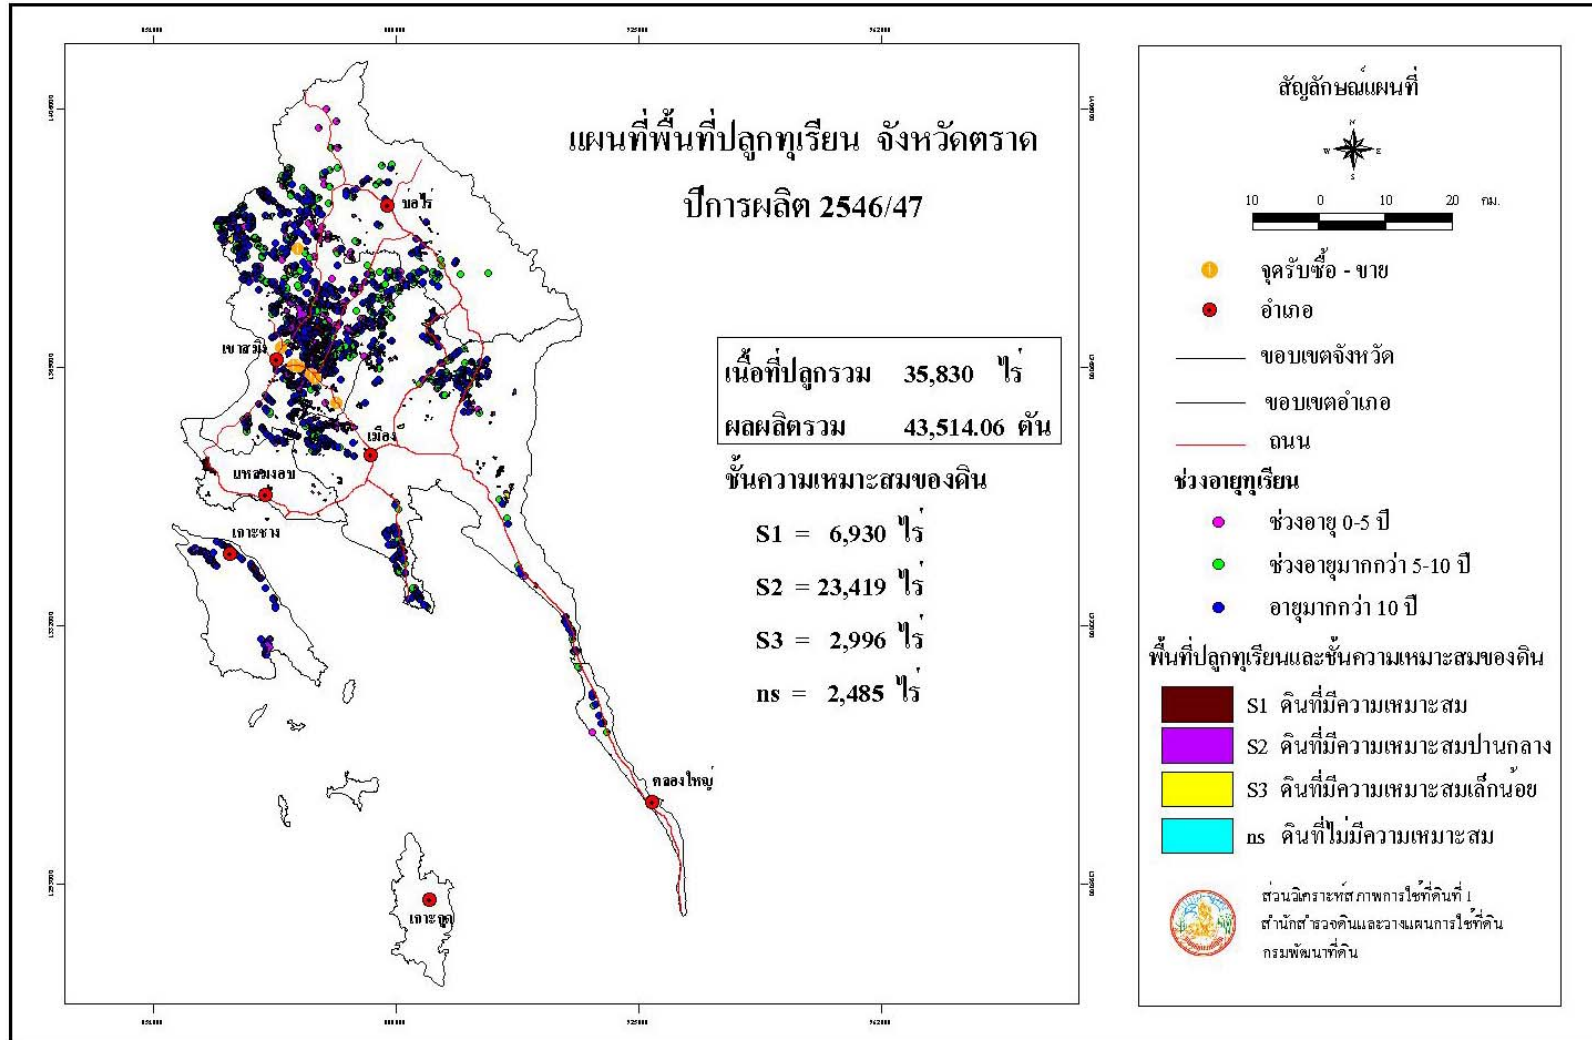 แผนที่พื้นที่ปลูกทุเรียน จังหวัดตราด
ปีการผลิต 2546/47
บ่อไร่
เขาสมิง
เมือง
แหลมงอบ
เกาะช้าง
คลองใหญ่
เกาะกูด
เนื้อที่ปลูกรวม 35,830 ไร่
ผลผลิตรวม 43,514.06 ตัน
ชั้นความเหมาะสมของดิน
S1 = 6,930 ไร่
S2 = 23,419 ไร่
S3 = 2,996 ไร่
ns = 2,485 ไร่
สัญลักษณ์แผนที่
N
W E
S
10 0 10 20 กม.
จุดรับซื้อ - ขาย
อำเภอ
ขอบเขตจังหวัด
ขอบเขตอำเภอ
ถนน
ช่วงอายุทุเรียน
ช่วงอายุ 0-5 ปี
ช่วงอายุมากกว่า 5-10 ปี
อายุมากกว่า 10 ปี
พื้นที่ปลูกทุเรียนและชั้นความเหมาะสมของดิน
S1 ดินที่มีความเหมาะสม
S2 ดินที่มีความเหมาะสมปานกลาง
S3 ดินที่มีความเหมาะสมเล็กน้อย
ns ดินที่ไม่มีความเหมาะสม
ส่วนวิเคราะห์สภาพการใช้ที่ดินที่ 1
สำนักสำรวจดินและวางแผนการใช้ที่ดิน
กรมพัฒนาที่ดิน